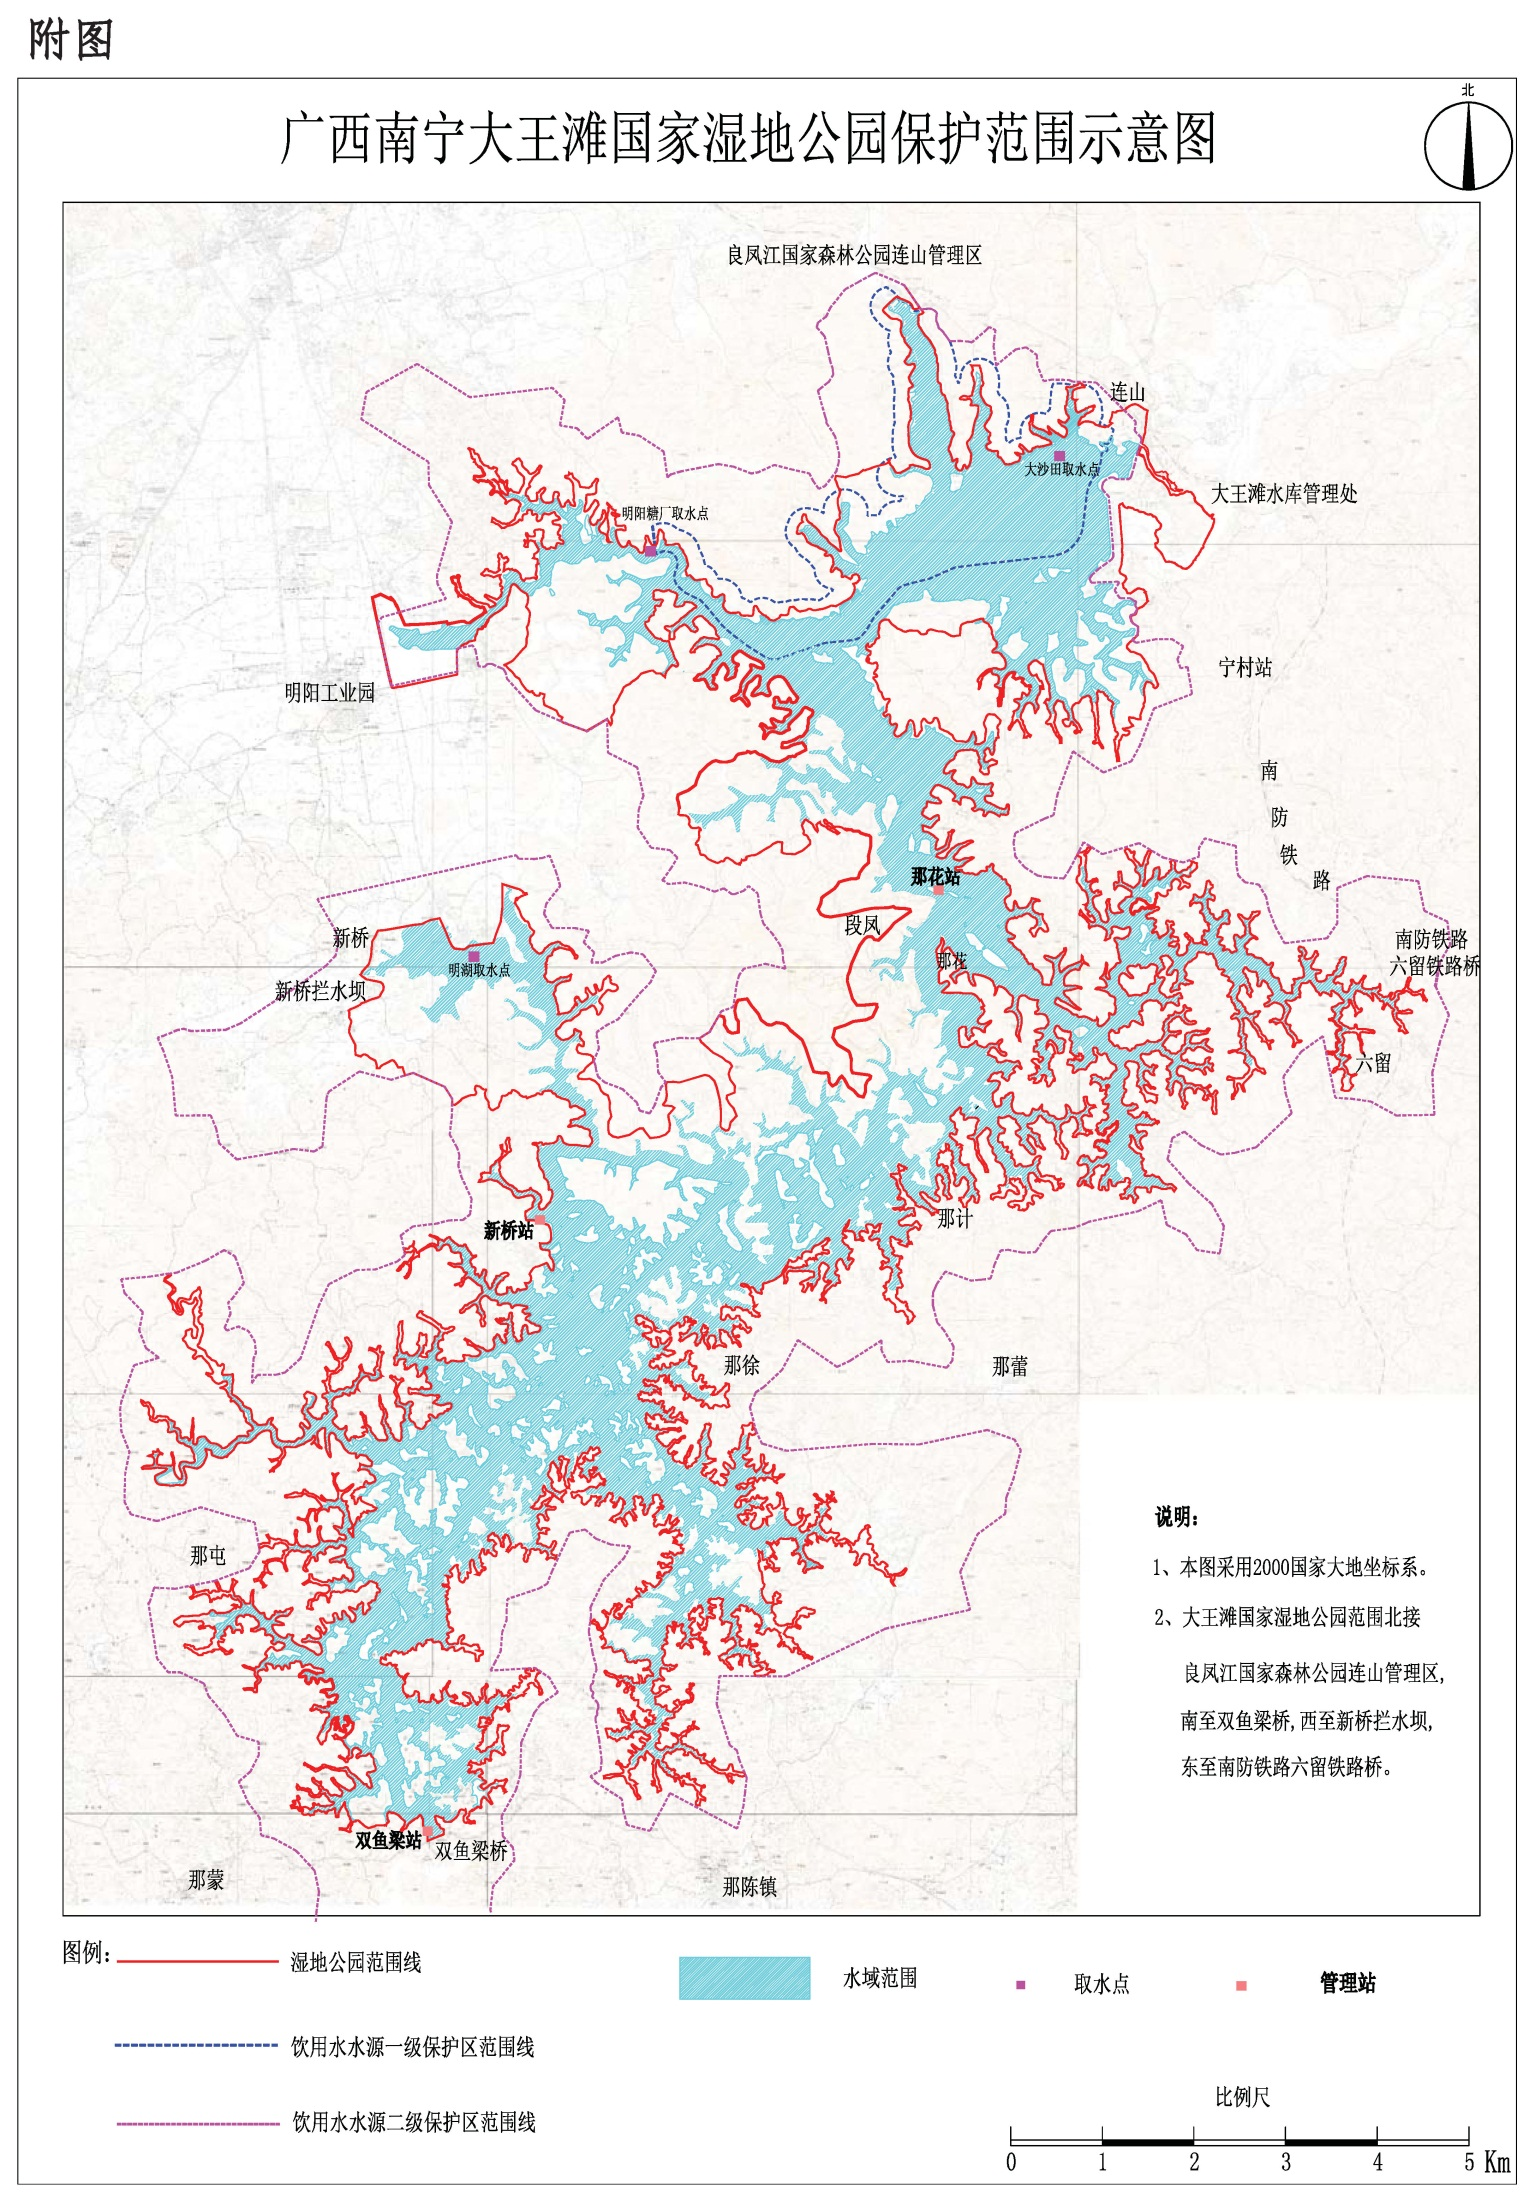 附图
广西南宁大王滩国家湿地公园保护范围示意图
北
良凤江国家森林公园连山管理区
连山
大沙田取水点
大王滩水库管理处
明阳糖厂取水点
宁村站
明阳工业园
南
防
铁
路
那花站
段凤
新桥
南防铁路
六留铁路桥
那花
明湖取水点
新桥拦水坝
六留
那计
新桥站
那徐
那蕾
说明：
那屯
1、本图采用2000国家大地坐标系。
2、大王滩国家湿地公园范围北接
良凤江国家森林公园连山管理区，
南至双鱼梁桥，西至新桥拦水坝，
东至南防铁路六留铁路桥。
双鱼梁站
双鱼梁桥
那蒙
那陈镇
图例：
湿地公园范围线
水域范围
取水点
管理站
饮用水水源一级保护区范围线
饮用水水源二级保护区范围线
比例尺
0 1 2 3 4 5 Km